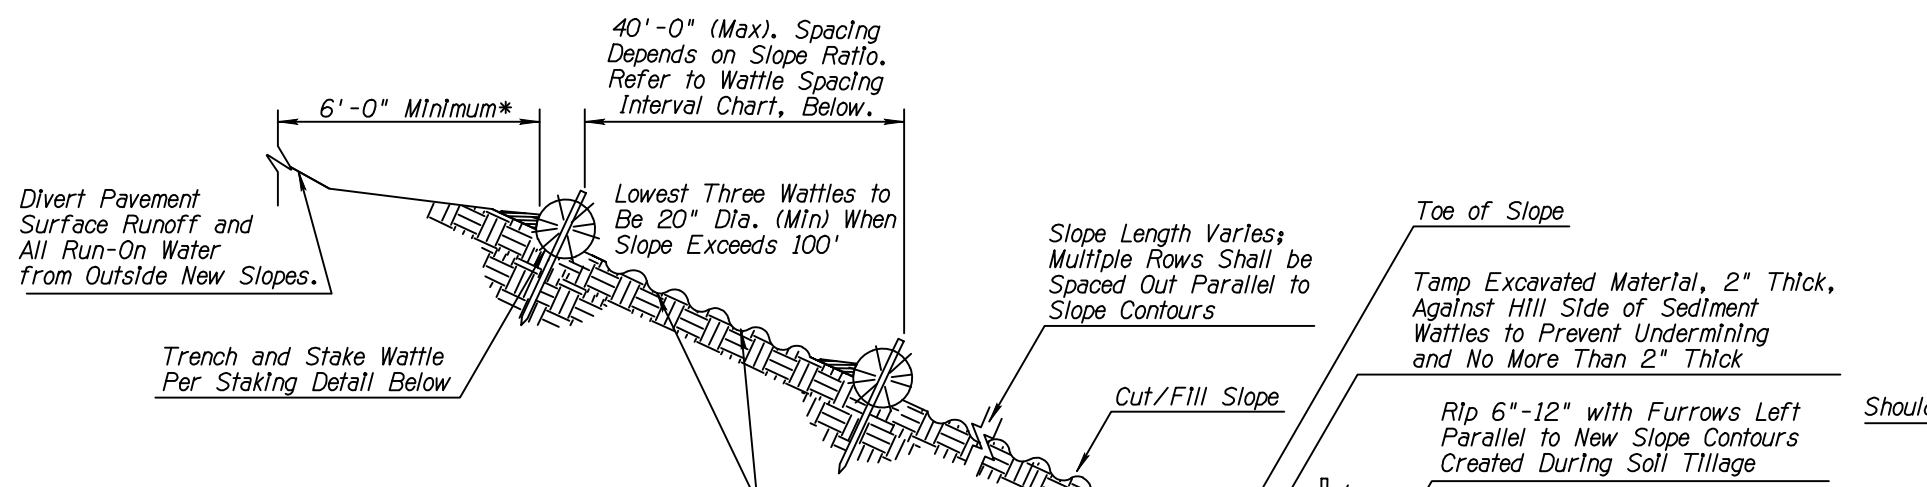 40'-0" (Max). Spacing
Depends on Slope Ratio.
Refer to Wattle Spacing
Interval Chart, Below.
6'-0" Minimum*
Divert Pavement
Surface Runoff and
All Run-On Water
from Outside New Slopes.
Lowest Three Wattles to
Be 20" Dia. (Min) When
Slope Exceeds 100'
Trench and Stake Wattle
Per Staking Detail Below
Slope Length Varies;
Multiple Rows Shall be
Spaced Out Parallel to
Slope Contours
Cut/Fill Slope
Toe of Slope
Tamp Excavated Material, 2" Thick,
Against Hill Side of Sediment
Wattles to Prevent Undermining
and No More Than 2" Thick
Rip 6"-12" with Furrows Left
Parallel to New Slope Contours
Created During Soil Tillage